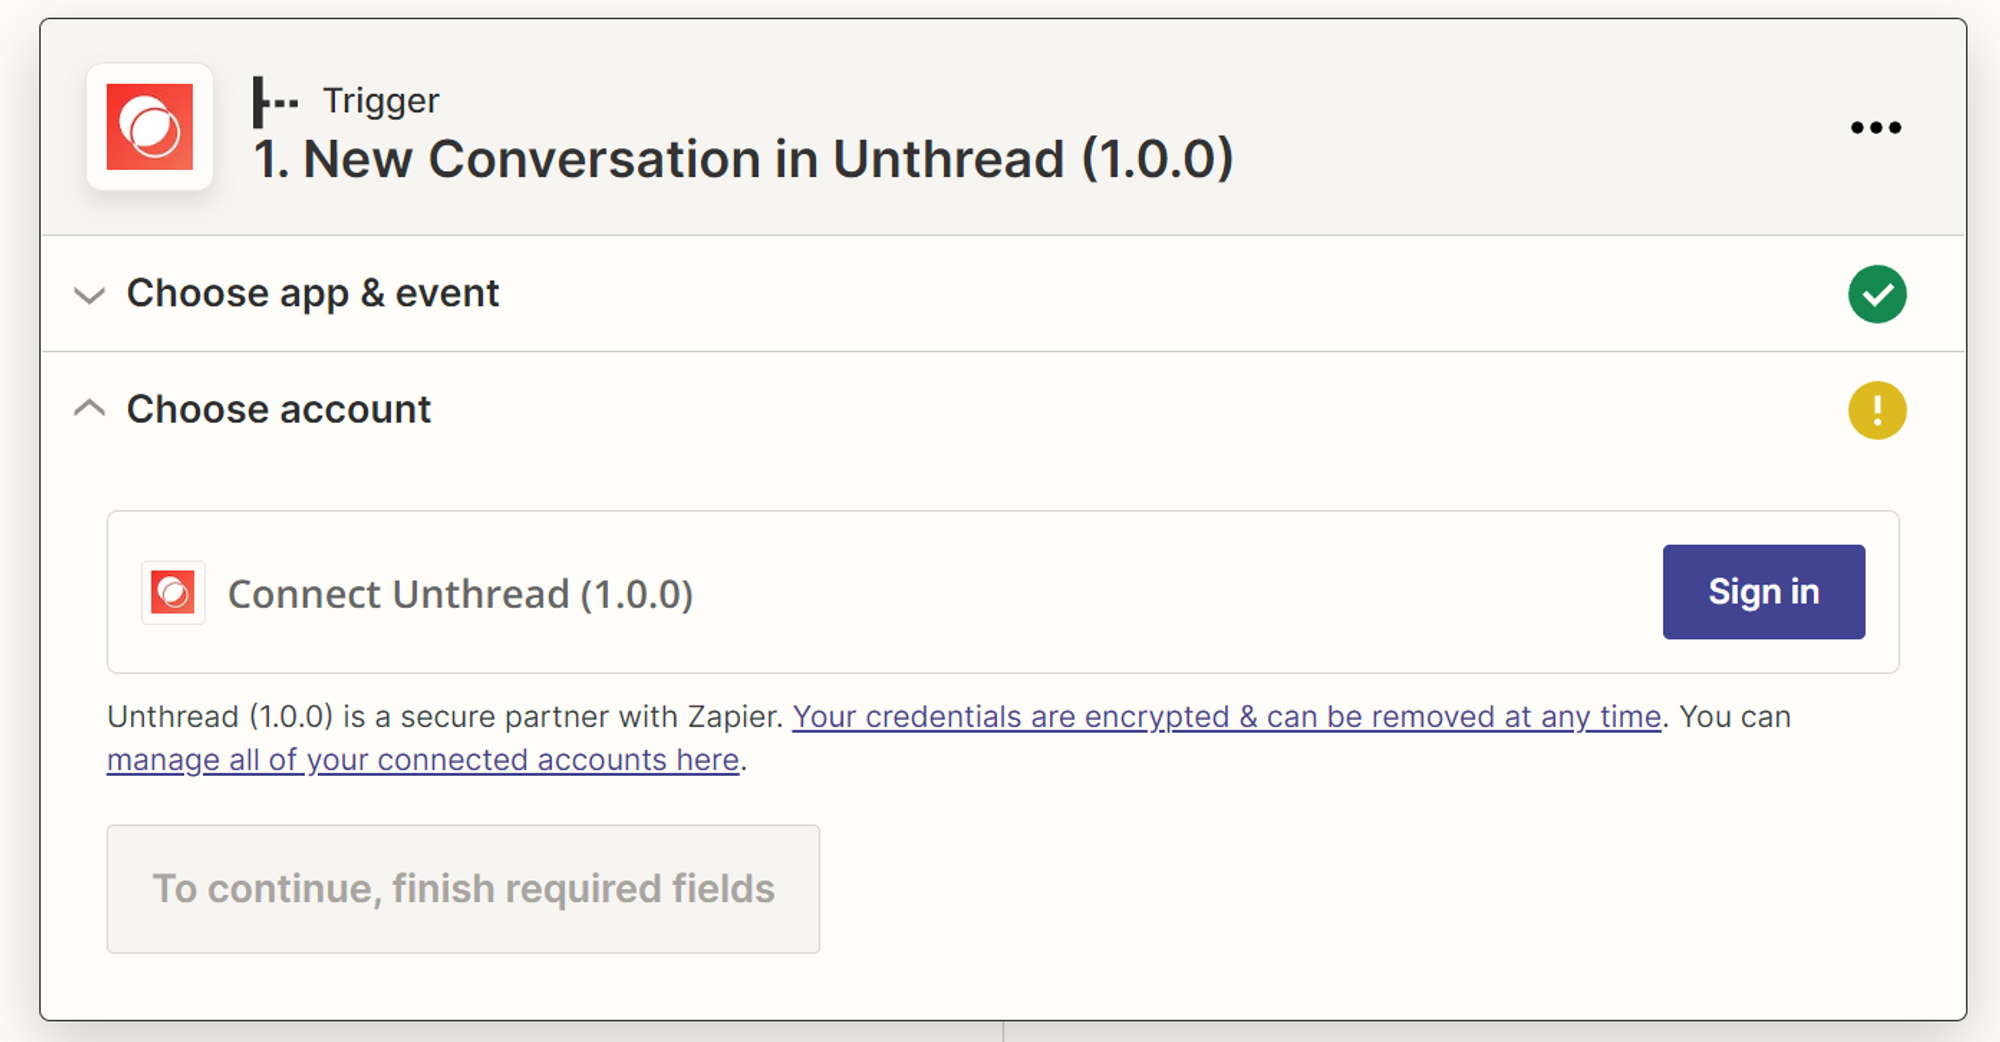 Trigger
1. New Conversation in Unthread (1.0.0)
Choose app & event
Choose account
Connect Unthread (1.0.0)
Sign in
Unthread (1.0.0) is a secure partner with Zapier. Your credentials are encrypted & can be removed at any time. You can
manage all of your connected accounts here.
To continue, finish required fields